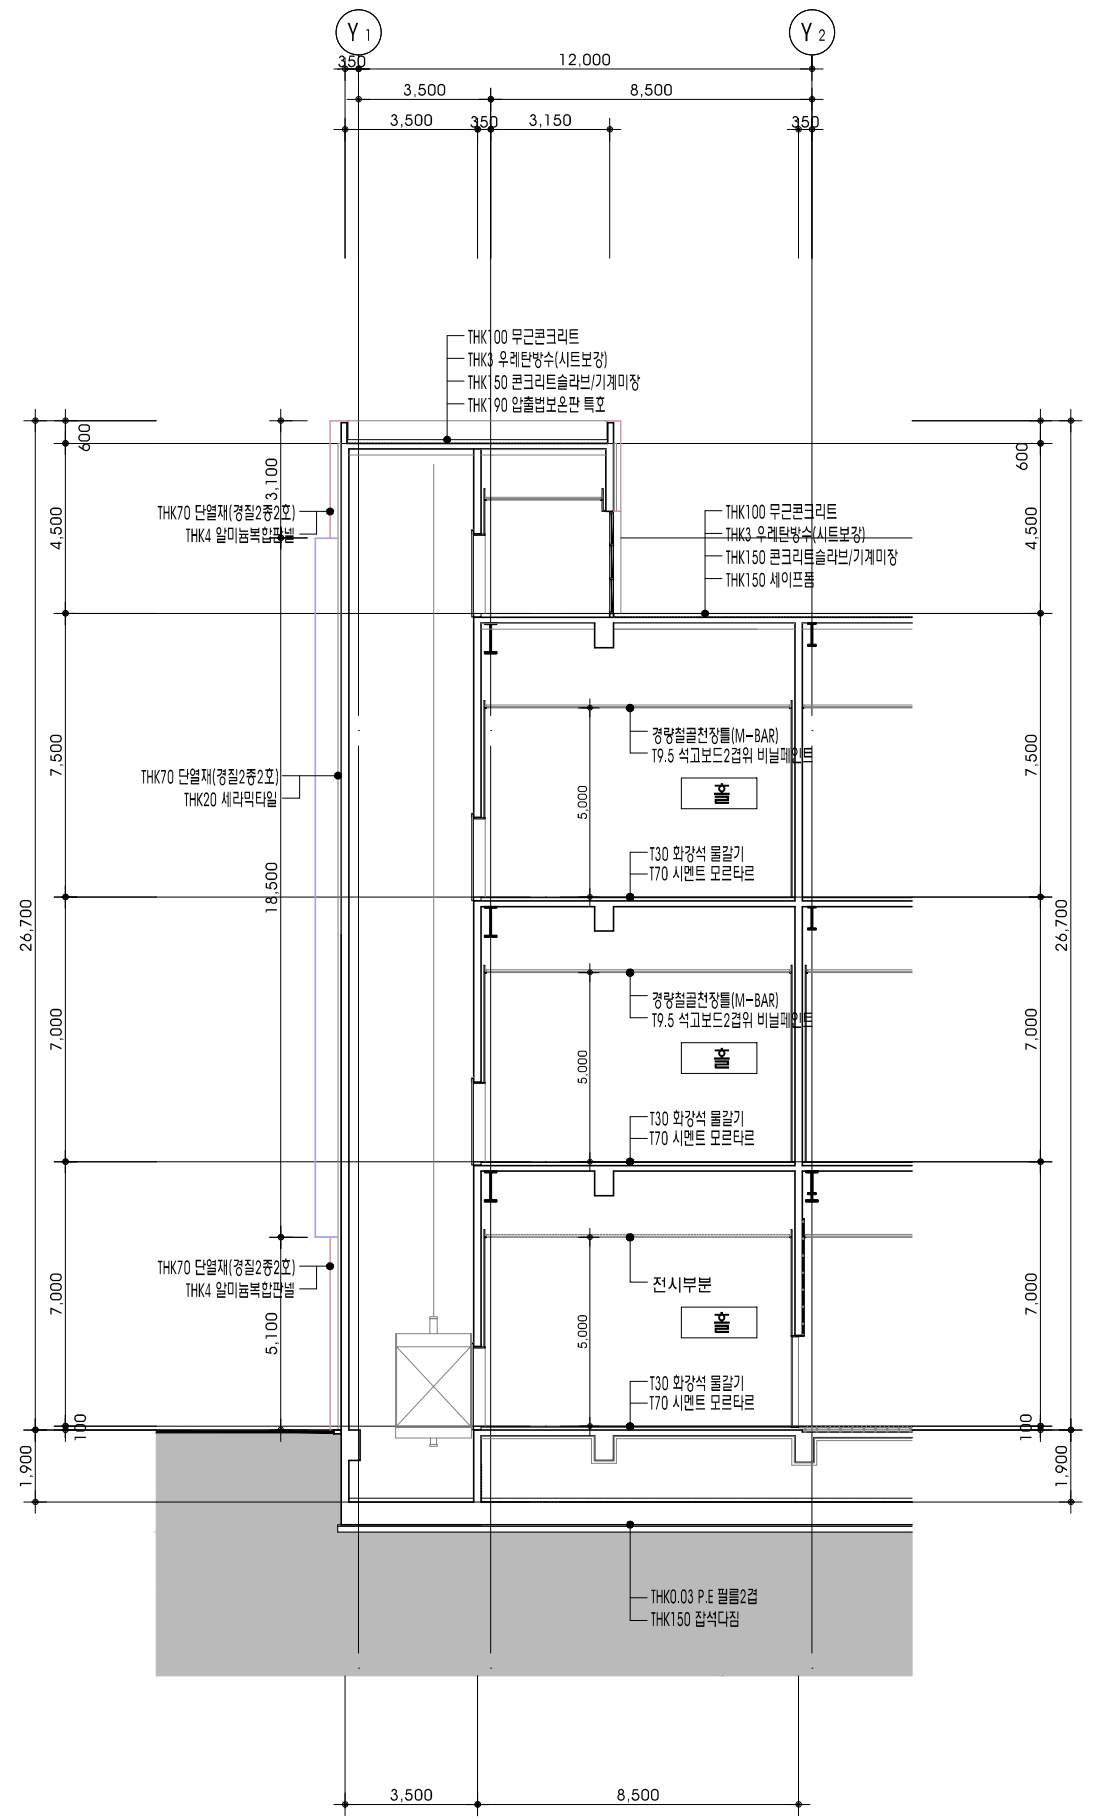 Y 1
Y 2
350
12,000
3,500
8,500
3,500
350
3,150
350
THK100 무근콘크리트
THK3 우레탄방수(시트보강)
THK150 콘크리트슬라브/기계미장
THK190 압출법보온판 특호
600
600
3,100
4,500
4,500
THK70 단열재(경질2종2호)
THK4 알미늄복합판넬
THK100 무근콘크리트
THK3 우레탄방수(시트보강)
THK150 콘크리트슬라브/기계미장
THK150 세이프폼
7,500
7,500
경량철골천장틀(M-BAR)
T9.5 석고보드2겹위 비닐페인트
THK70 단열재(경질2종2호)
THK20 세라믹타일
홀
5,000
T30 화강석 물갈기
T70 시멘트 모르타르
18,500
26,700
26,700
경량철골천장틀(M-BAR)
T9.5 석고보드2겹위 비닐페인트
7,000
7,000
홀
5,000
T30 화강석 물갈기
T70 시멘트 모르타르
THK70 단열재(경질2종2호)
THK4 알미늄복합판넬
전시부분
7,000
7,000
홀
5,100
5,000
T30 화강석 물갈기
T70 시멘트 모르타르
100
100
1,900
1,900
THK0.03 P.E 필름2겹
THK150 잡석다짐
3,500
8,500